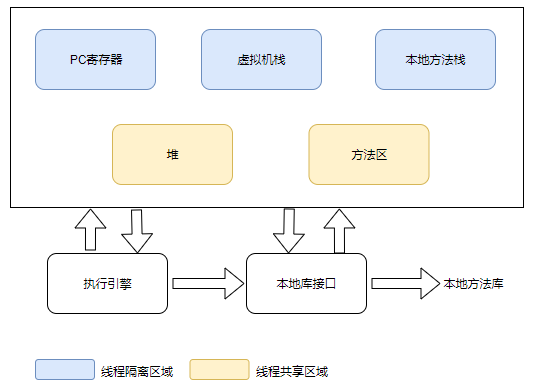 PC寄存器
虚拟机栈
本地方法栈
堆
方法区
执行引擎
本地库接口
本地方法库
线程隔离区域
线程共享区域